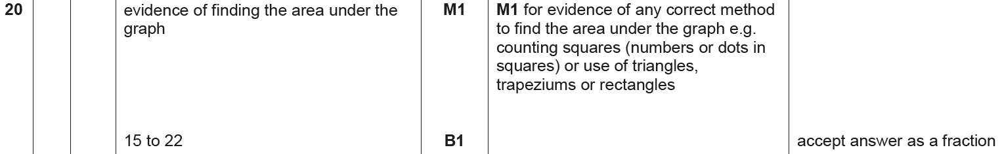 20 evidence of finding the area under the M1 M1 for evidence of any correct method
graph to find the area under the graph e.g.
counting squares (numbers or dots in
squares) or use of triangles,
trapeziums or rectangles
15 to 22 B1 accept answer as a fraction